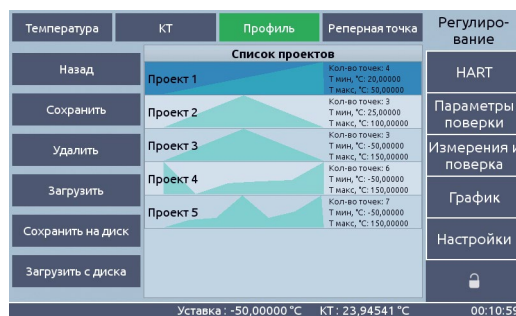 Температура
КТ
Профиль
Реперная точка
Регулиро-
вание
Список проектов
Назад
Сохранить
Удалить
Загрузить
Сохранить на диск
Загрузить с диска
Проект 1
Кол-во точек: 4
Т мин, °C: 20,00000
Т макс, °C: 50,00000
Проект 2
Кол-во точек: 3
Т мин, °C: 25,00000
Т макс, °C: 100,00000
Проект 3
Кол-во точек: 3
Т мин, °C: -50,00000
Т макс, °C: 150,00000
Проект 4
Кол-во точек: 6
Т мин, °C: -50,00000
Т макс, °C: 150,00000
Проект 5
Кол-во точек: 7
Т мин, °C: -50,00000
Т макс, °C: 150,00000
HART
Параметры
поверки
Измерения и
поверка
График
Настройки
Уставка : -50,00000 °C
КТ : 23,94541 °C
00:10:59